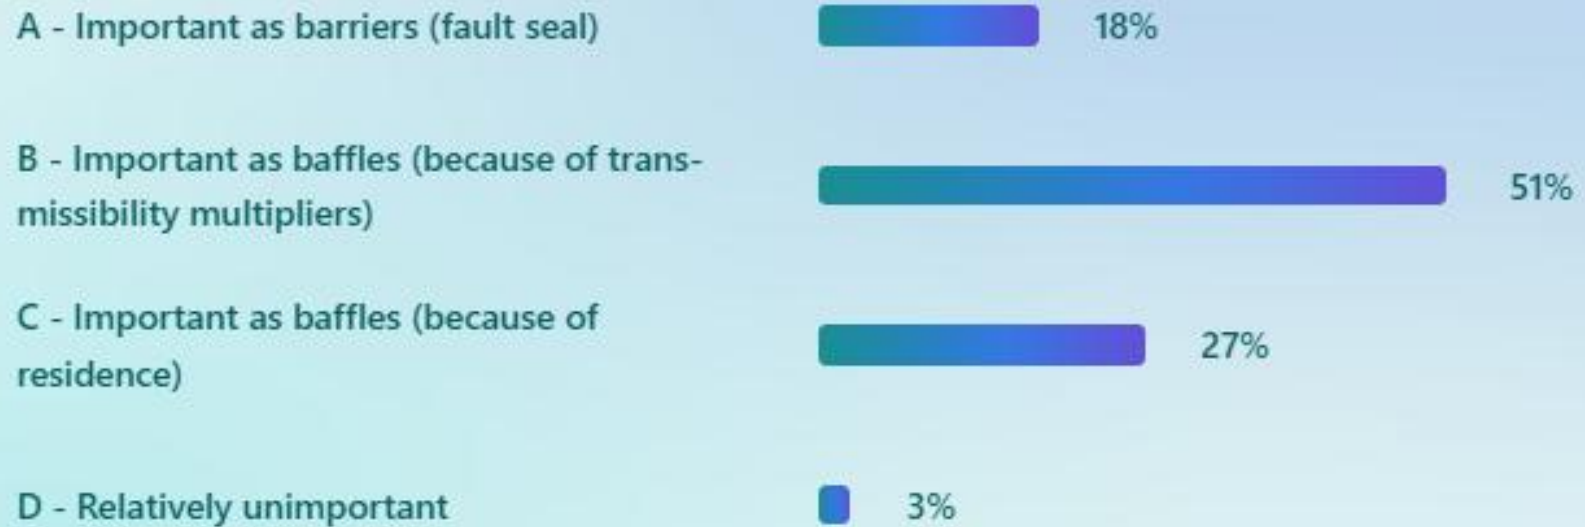 A - Important as barriers (fault seal)
18%
B - Important as baffles (because of trans-
missibility multipliers)
51%
C - Important as baffles (because of
residence)
27%
D - Relatively unimportant
3%